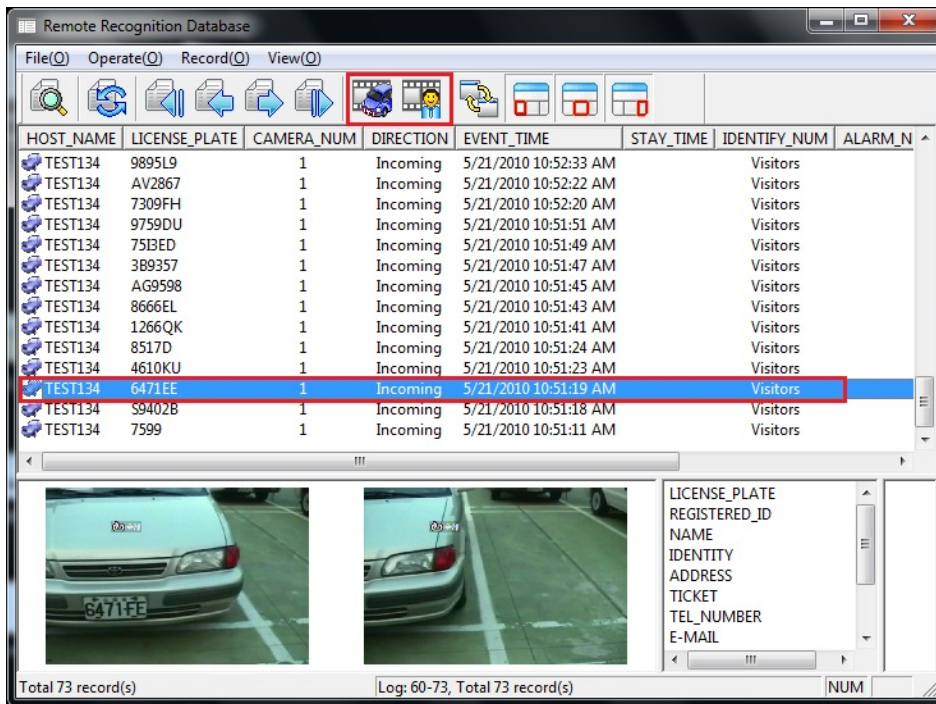 Remote Recognition Database
File(O) Operate(O) Record(O) View(O)
HOST_NAME LICENSE_PLATE CAMERA_NUM DIRECTION EVENT_TIME STAY_TIME IDENTIFY_NUM ALARM_N
TEST134 9895L9 1 Incoming 5/21/2010 10:52:33 AM Visitors
TEST134 AV2867 1 Incoming 5/21/2010 10:52:22 AM Visitors
TEST134 7309FH 1 Incoming 5/21/2010 10:52:20 AM Visitors
TEST134 9759DU 1 Incoming 5/21/2010 10:51:51 AM Visitors
TEST134 75I3ED 1 Incoming 5/21/2010 10:51:49 AM Visitors
TEST134 3B9357 1 Incoming 5/21/2010 10:51:47 AM Visitors
TEST134 AG9598 1 Incoming 5/21/2010 10:51:45 AM Visitors
TEST134 8666EL 1 Incoming 5/21/2010 10:51:43 AM Visitors
TEST134 1266QK 1 Incoming 5/21/2010 10:51:41 AM Visitors
TEST134 8517D 1 Incoming 5/21/2010 10:51:24 AM Visitors
TEST134 4610KU 1 Incoming 5/21/2010 10:51:23 AM Visitors
TEST134 6471EE 1 Incoming 5/21/2010 10:51:19 AM Visitors
TEST134 S9402B 1 Incoming 5/21/2010 10:51:18 AM Visitors
TEST134 7599 1 Incoming 5/21/2010 10:51:11 AM Visitors
6471FE
LICENSE_PLATE
REGISTERED_ID
NAME
IDENTITY
ADDRESS
TICKET
TEL_NUMBER
E-MAIL
Total 73 record(s) Log: 60-73, Total 73 record(s) NUM